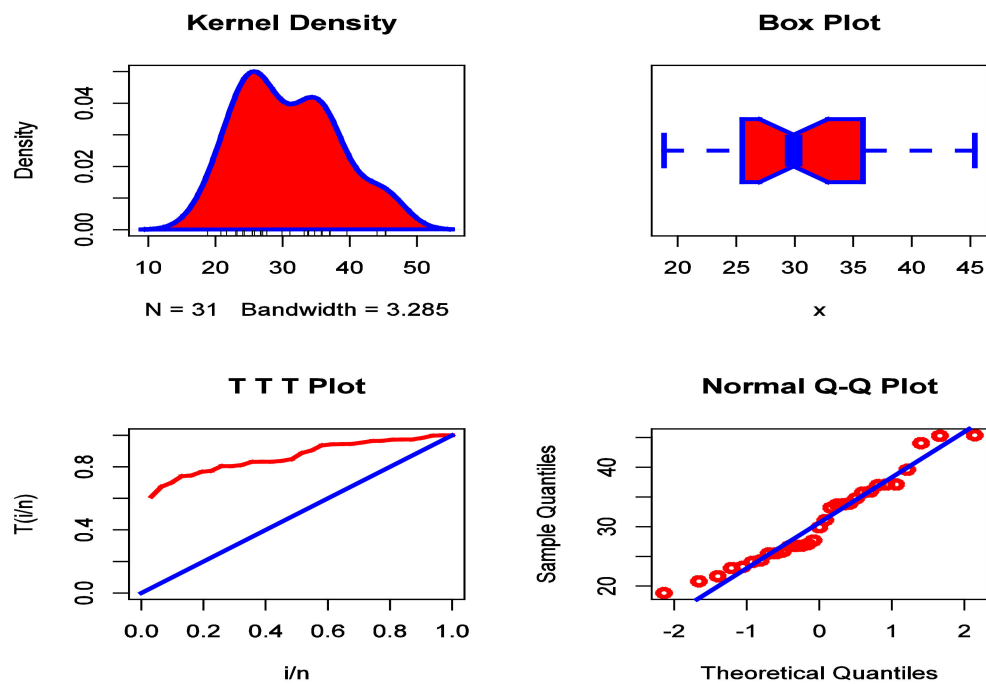 Kernel Density
Density
0.00 0.02 0.04
10 20 30 40 50
N = 31 Bandwidth = 3.285
Box Plot
20 25 30 35 40 45
x
T T T Plot
T(i/n)
0.0 0.4 0.8
0.0 0.2 0.4 0.6 0.8 1.0
i/n
Normal Q-Q Plot
Sample Quantiles
20 30 40
-2 -1 0 1 2
Theoretical Quantiles